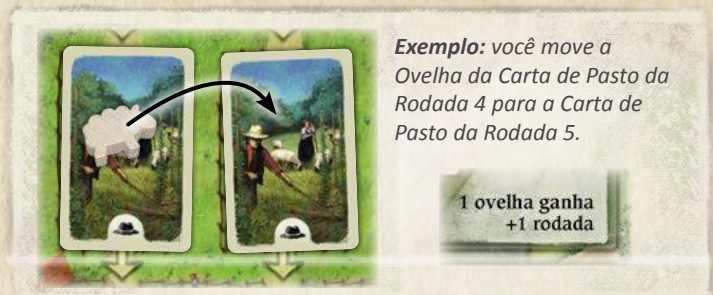 Exemplo: você move a
Ovelha da Carta de Pasto da
Rodada 4 para a Carta de
Pasto da Rodada 5.
1 ovelha ganha
+1 rodada